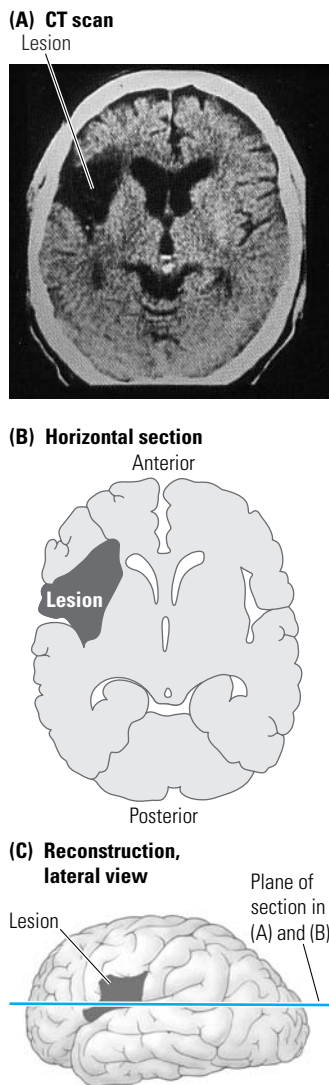 (A) CT scan
Lesion
(B) Horizontal section
Anterior
Lesion
Posterior
(C) Reconstruction,
lateral view
Lesion
Plane of
section in
(A) and (B)